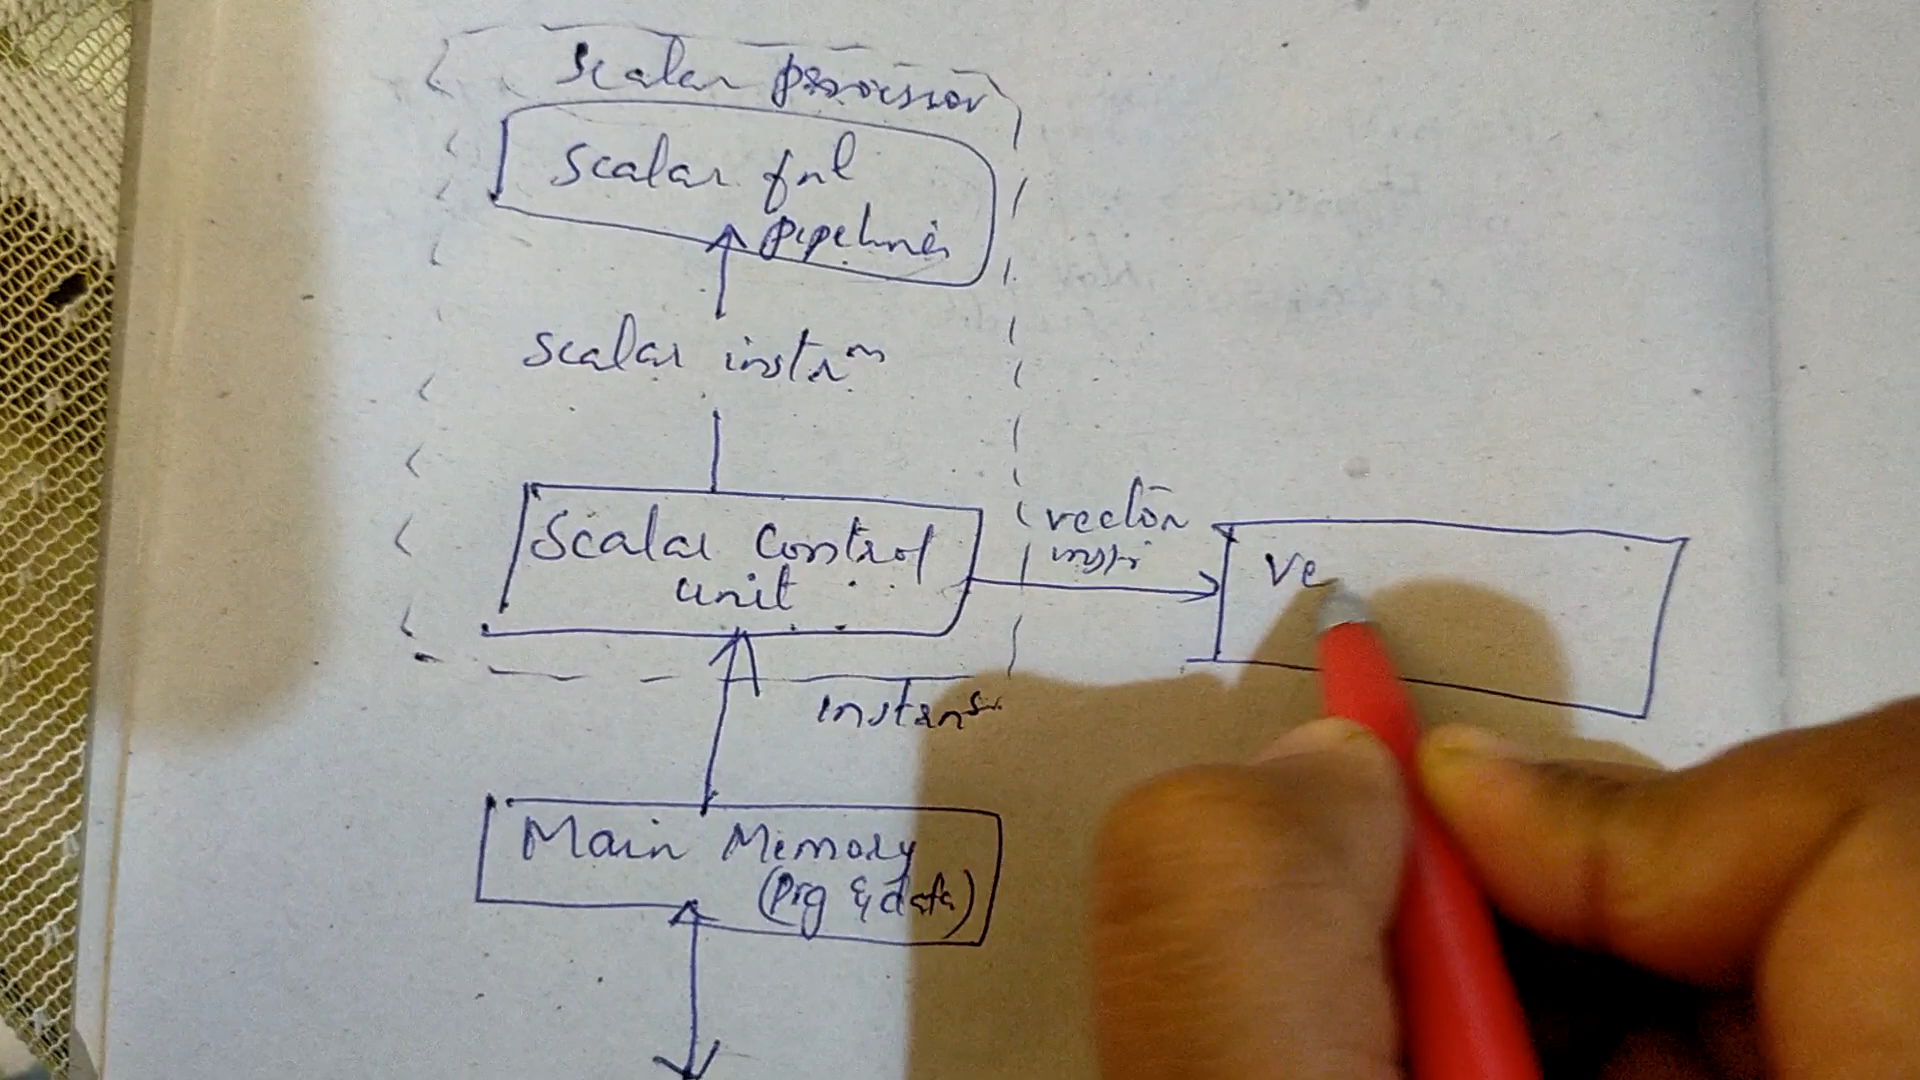 Scalar processor
Scalar fnl
pipelines
Scalar instrn
Scalar Control
unit
vector
instr
ve
instrns
Main Memory
(Prg & data)